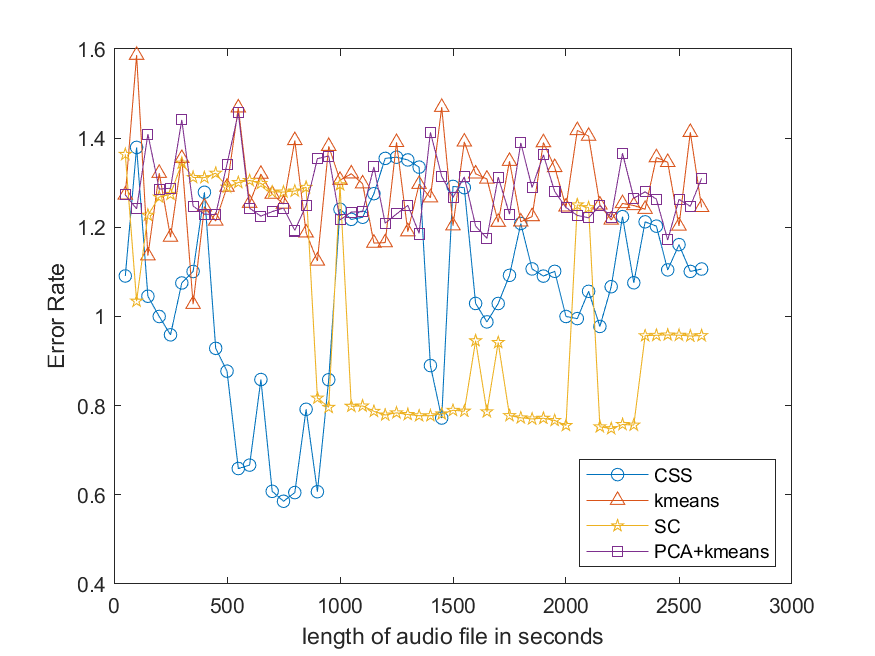 1.6
1.4
1.2
1
0.8
0.6
0.4
Error Rate
0 500 1000 1500 2000 2500 3000
length of audio file in seconds
CSS
kmeans
SC
PCA+kmeans